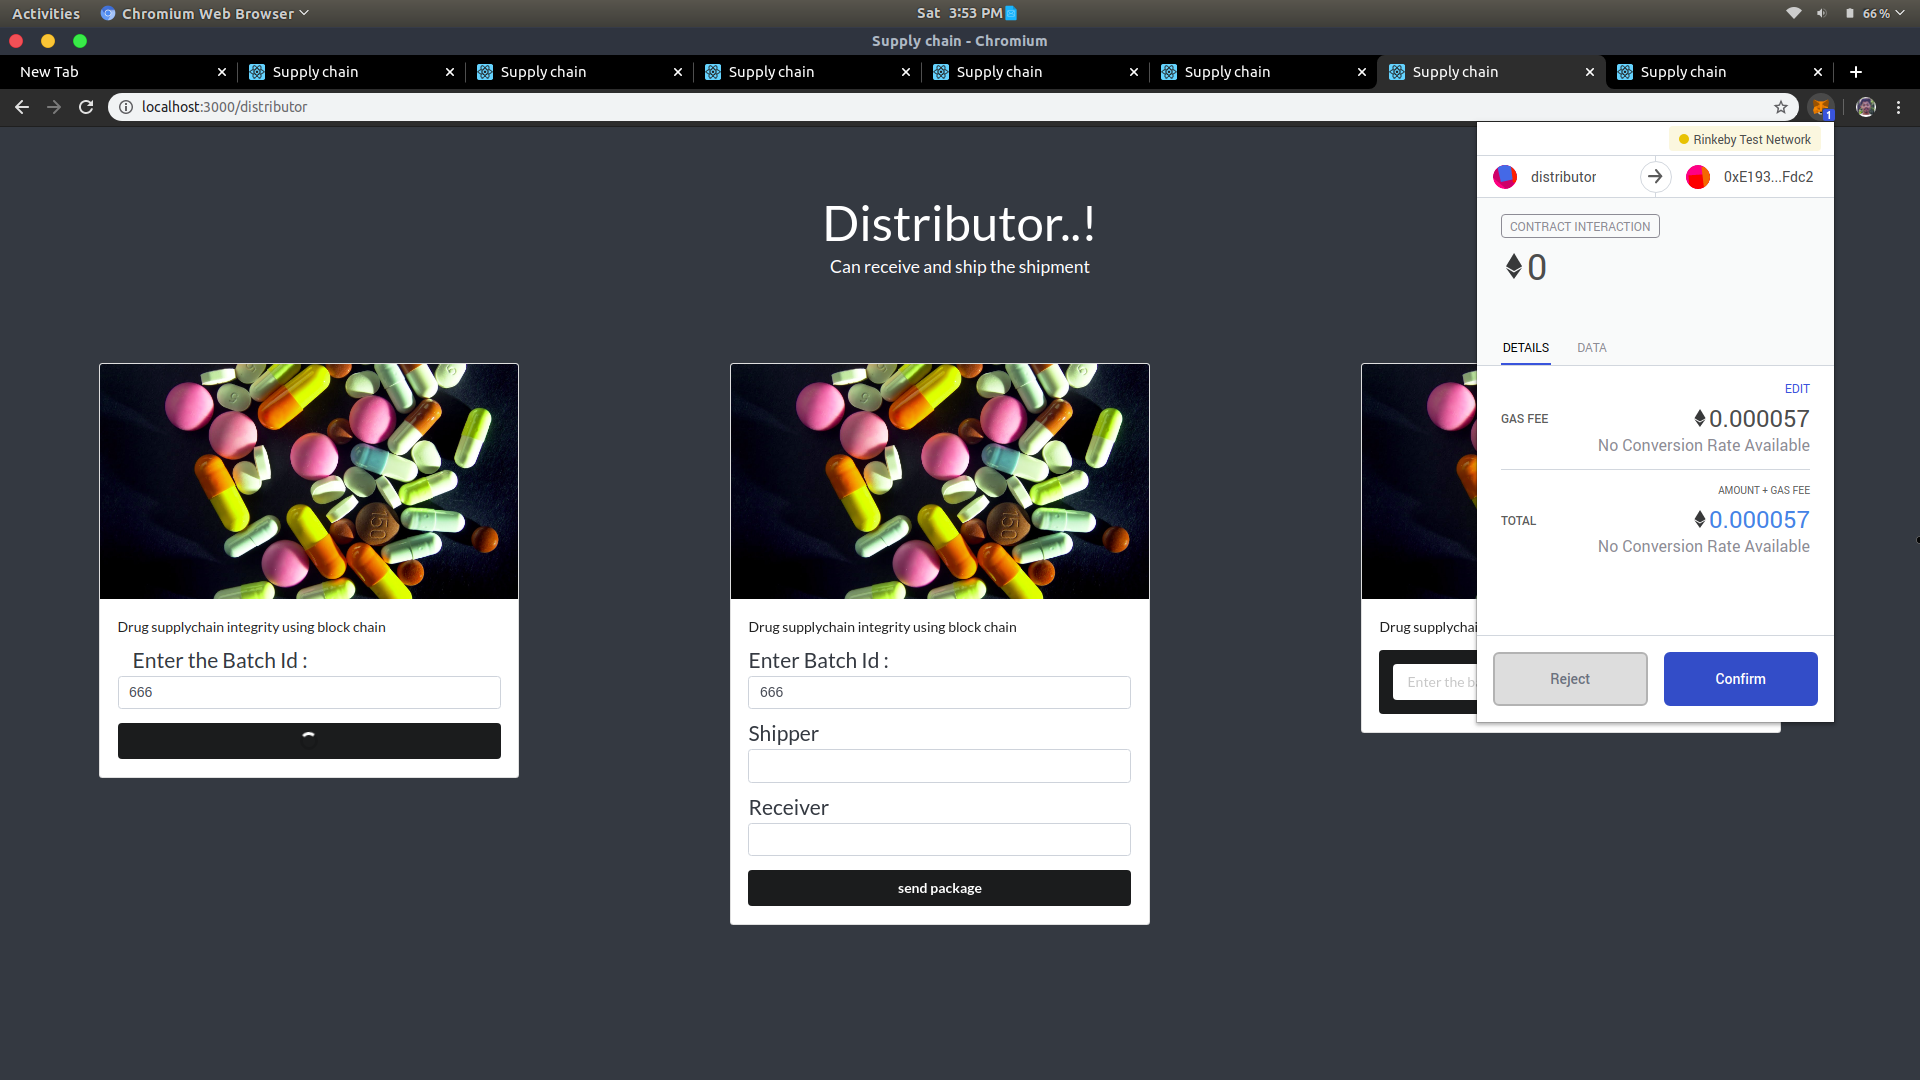 Activities
Chromium Web Browser
Sat 3:53 PM
66 %
Supply chain - Chromium
New Tab
Supply chain
Supply chain
Supply chain
Supply chain
Supply chain
Supply chain
Supply chain
localhost:3000/distributor
1
Rinkeby Test Network
distributor
0xE193...Fdc2
CONTRACT INTERACTION
0
DETAILS
DATA
EDIT
GAS FEE
0.000057
No Conversion Rate Available
AMOUNT + GAS FEE
TOTAL
0.000057
No Conversion Rate Available
Reject
Confirm
Distributor..!
Can receive and ship the shipment
150
Drug supplychain integrity using block chain
Enter the Batch Id :
666
150
Drug supplychain integrity using block chain
Enter Batch Id :
666
Shipper
Receiver
send package
Drug supplychai
Enter the b